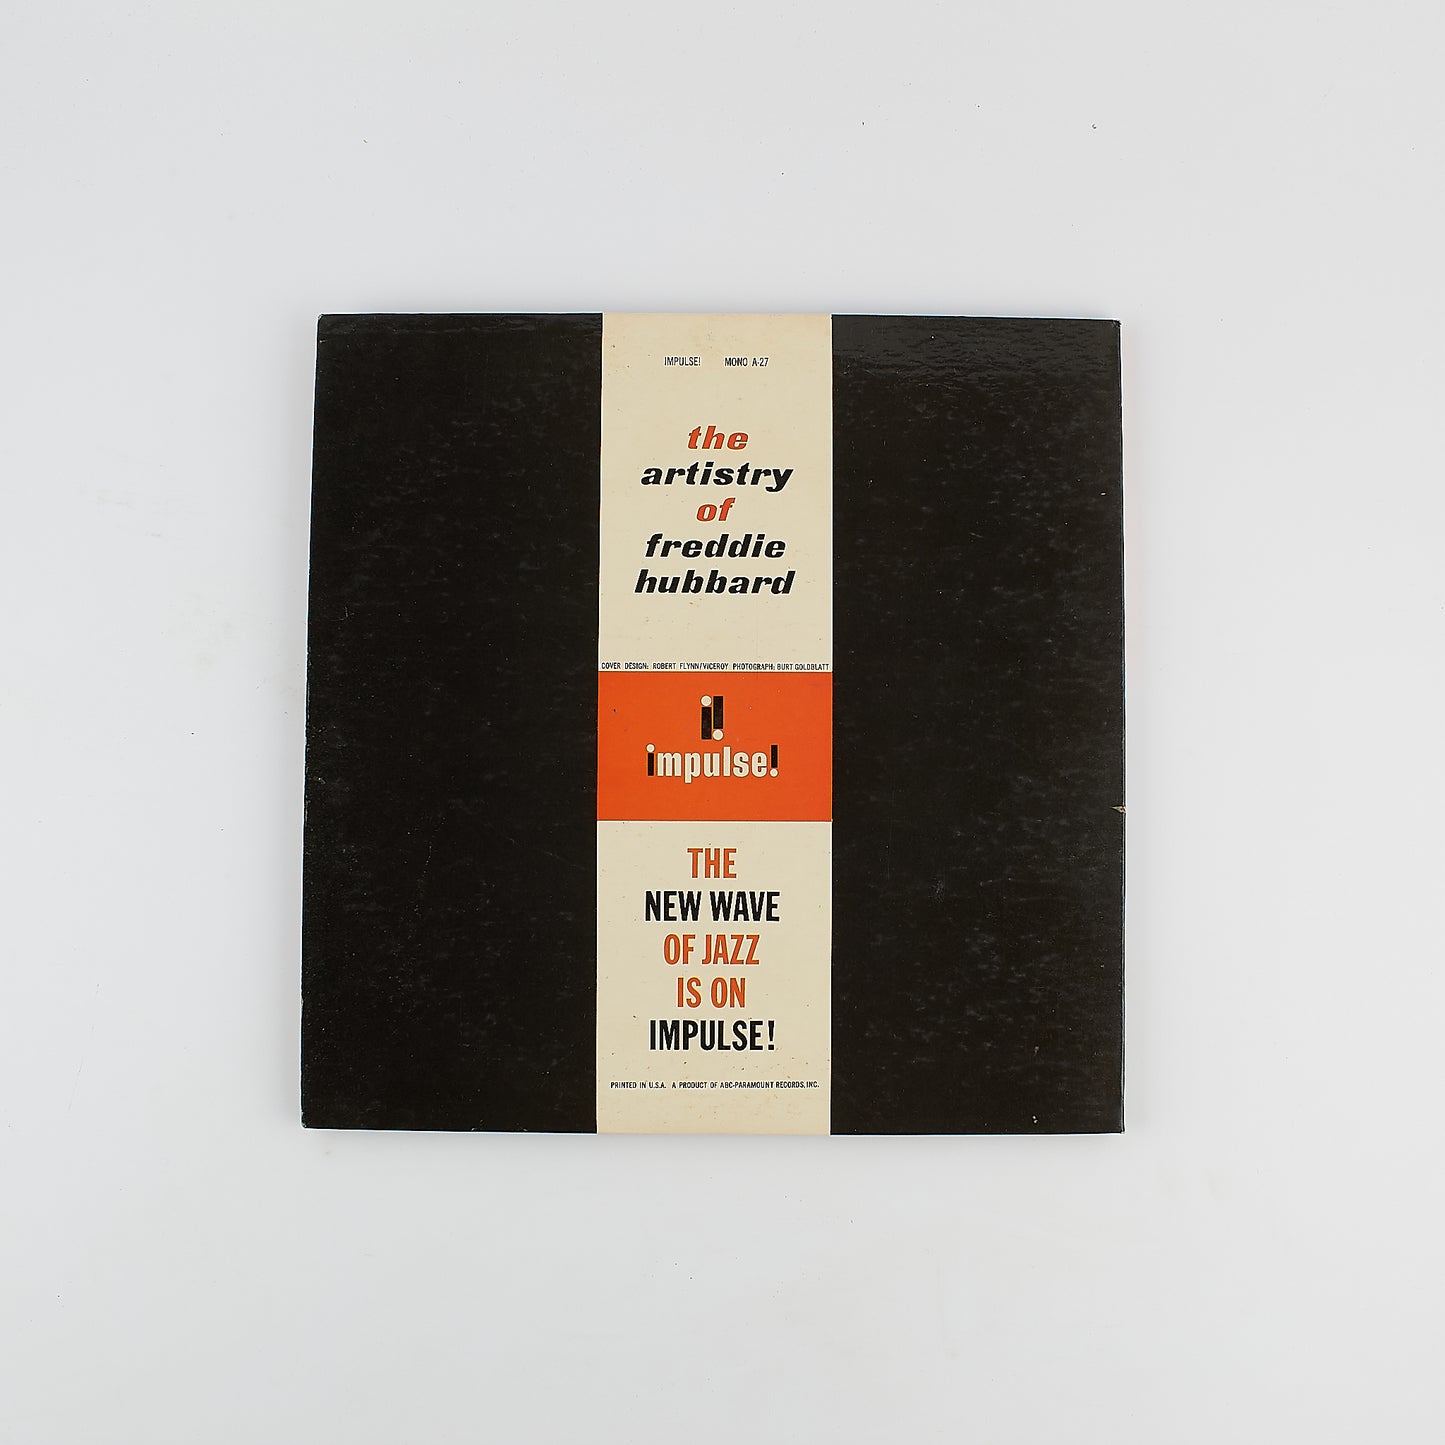 IMPULSE! MONO A-27
the
artistry
of
freddie
hubbard
COVER DESIGN: ROBERT FLYNN/VICEROY PHOTOGRAPH: BURT GOLDBLATT
i!
impulse!
THE
NEW WAVE
OF JAZZ
IS ON
IMPULSE!
PRINTED IN U.S.A. A PRODUCT OF ABC-PARAMOUNT RECORDS, INC.